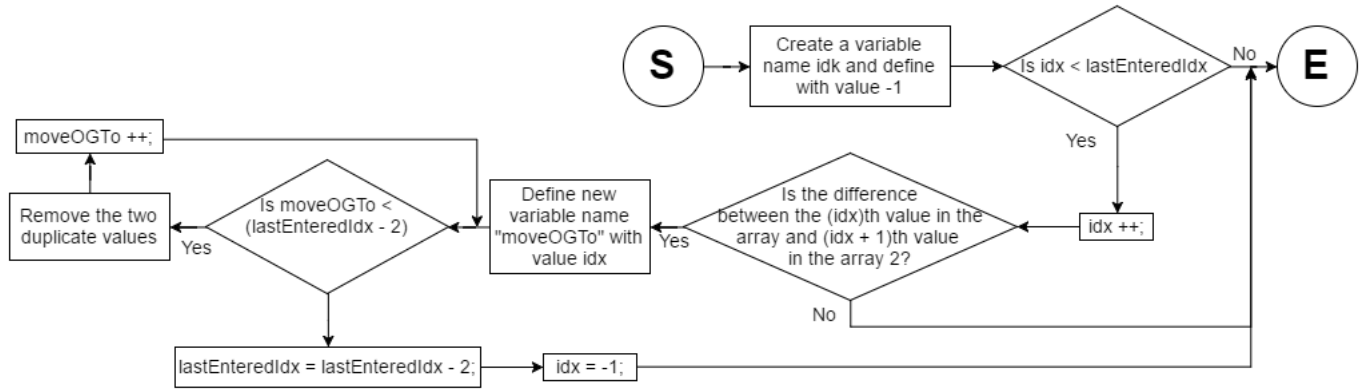 S
Create a variable
name idk and define
with value -1
Is idx < lastEnteredIdx
No
E
Yes
idx ++;
Is the difference
between the (idx)th value in the
array and (idx + 1)th value
in the array 2?
Yes
No
Define new
variable name
"moveOGTo" with
value idx
Is moveOGTo <
(lastEnteredIdx - 2)
Yes
Remove the two
duplicate values
moveOGTo ++;
lastEnteredIdx = lastEnteredIdx - 2;
idx = -1;